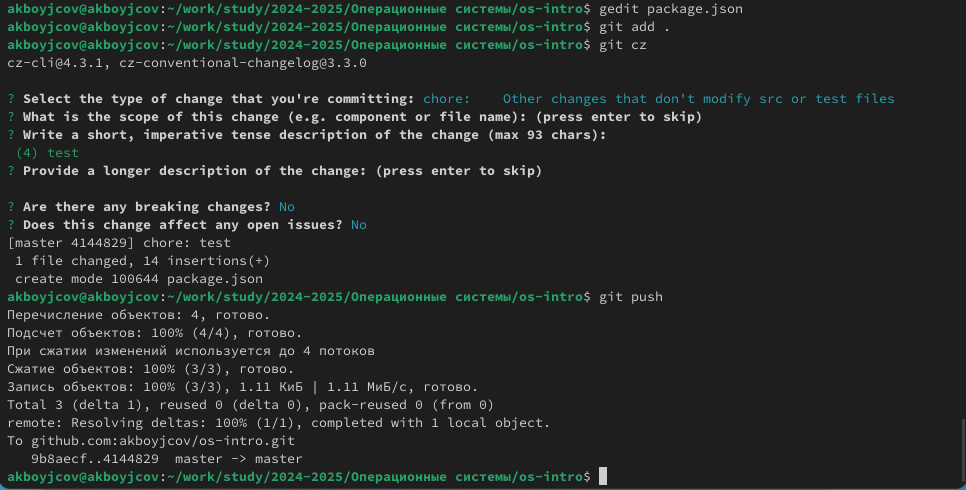 akboyjcov@akboyjcov:~/work/study/2024-2025/Операционные системы/os-intro$ gedit package.json
akboyjcov@akboyjcov:~/work/study/2024-2025/Операционные системы/os-intro$ git add .
akboyjcov@akboyjcov:~/work/study/2024-2025/Операционные системы/os-intro$ git cz
cz-cli@4.3.1, cz-conventional-changelog@3.3.0
? Select the type of change that you're committing: chore:    Other changes that don't modify src or test files
? What is the scope of this change (e.g. component or file name): (press enter to skip)
? Write a short, imperative tense description of the change (max 93 chars):
(4) test
? Provide a longer description of the change: (press enter to skip)
? Are there any breaking changes? No
? Does this change affect any open issues? No
[master 4144829] chore: test
1 file changed, 14 insertions(+)
create mode 100644 package.json
akboyjcov@akboyjcov:~/work/study/2024-2025/Операционные системы/os-intro$ git push
Перечисление объектов: 4, готово.
Подсчет объектов: 100% (4/4), готово.
При сжатии изменений используется до 4 потоков
Сжатие объектов: 100% (3/3), готово.
Запись объектов: 100% (3/3), 1.11 КиБ | 1.11 МиБ/с, готово.
Total 3 (delta 1), reused 0 (delta 0), pack-reused 0 (from 0)
remote: Resolving deltas: 100% (1/1), completed with 1 local object.
To github.com:akboyjcov/os-intro.git
9b8aecf..4144829  master -> master
akboyjcov@akboyjcov:~/work/study/2024-2025/Операционные системы/os-intro$